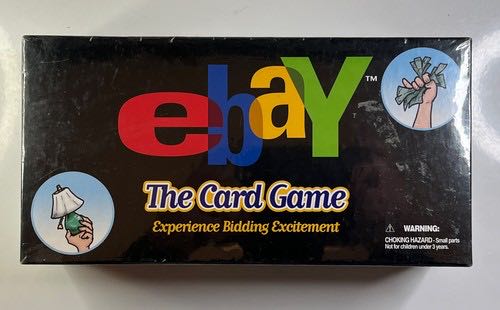 ebaY™
The Card Game
Experience Bidding Excitement
⚠ WARNING:
CHOKING HAZARD - Small parts
Not for children under 3 years.